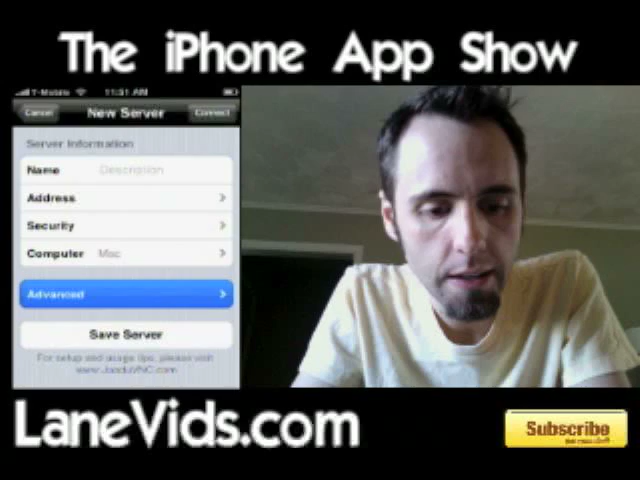 The iPhone App Show
T-Mobile 11:51 AM
Cancel New Server Connect
Server Information
Name Description
Address
Security
Computer Mac
Advanced
Save Server
For setup and usage tips, please visit
www.JaaduVNC.com
LaneVids.com
Subscribe